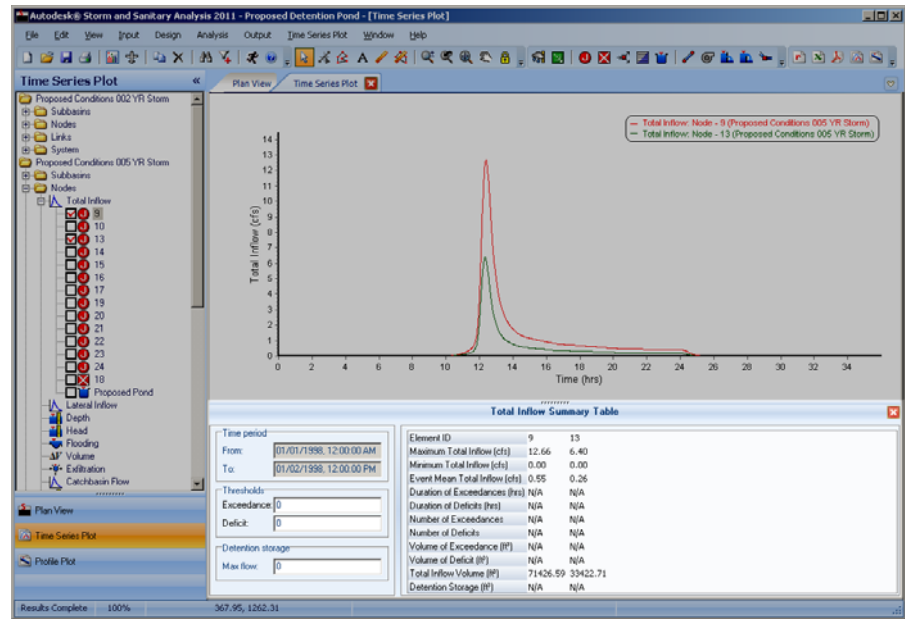 Autodesk® Storm and Sanitary Analysis 2011 - Proposed Detention Pond - [Time Series Plot]
File Edit View Input Design Analysis Output Time Series Plot Window Help
Time Series Plot «
Plan View Time Series Plot
Proposed Conditions 002 YR Storm
Subbasins
Nodes
Links
System
Proposed Conditions 005 YR Storm
Subbasins
Nodes
Total Inflow
9
10
13
14
15
16
17
19
20
21
22
23
24
18
Proposed Pond
Lateral Inflow
Depth
Head
Flooding
ΔV Volume
Exfiltration
Catchbasin Flow
Plan View
Time Series Plot
Profile Plot
Total Inflow: Node - 9 (Proposed Conditions 005 YR Storm)
Total Inflow: Node - 13 (Proposed Conditions 005 YR Storm)
Total Inflow (cfs)
14
13
12
11
10
9
8
7
6
5
4
3
2
1
0
0 2 4 6 8 10 12 14 16 18 20 22 24 26 28 30 32 34
Time (hrs)
Total Inflow Summary Table
Time period
From: 01/01/1998, 12:00:00 AM
To: 01/02/1998, 12:00:00 PM
Thresholds
Exceedance: 0
Deficit: 0
Detention storage
Max flow: 0
Element ID 9 13
Maximum Total Inflow (cfs) 12.66 6.40
Minimum Total Inflow (cfs) 0.00 0.00
Event Mean Total Inflow (cfs) 0.55 0.26
Duration of Exceedances (hrs) N/A N/A
Duration of Deficits (hrs) N/A N/A
Number of Exceedances N/A N/A
Number of Deficits N/A N/A
Volume of Exceedance (ft³) N/A N/A
Volume of Deficit (ft³) N/A N/A
Total Inflow Volume (ft³) 71426.59 33422.71
Detention Storage (ft³) N/A N/A
Results Complete 100% 367.95, 1262.31